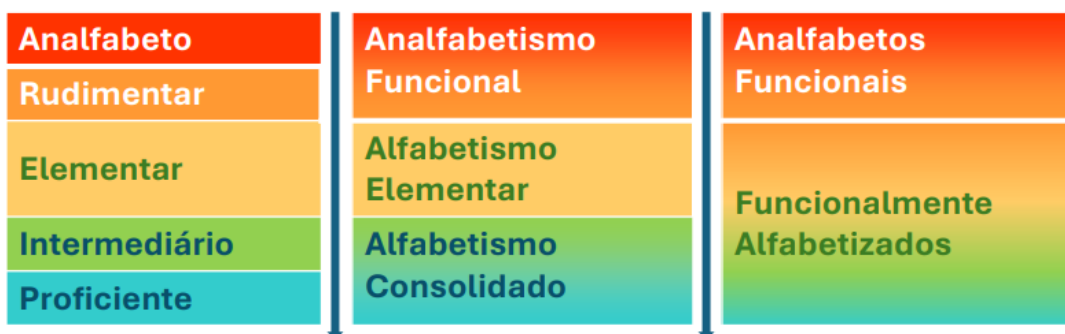 Analfabeto
Rudimentar
Elementar
Intermediário
Proficiente
Analfabetismo
Funcional
Alfabetismo
Elementar
Alfabetismo
Consolidado
Analfabetos
Funcionais
Funcionalmente
Alfabetizados